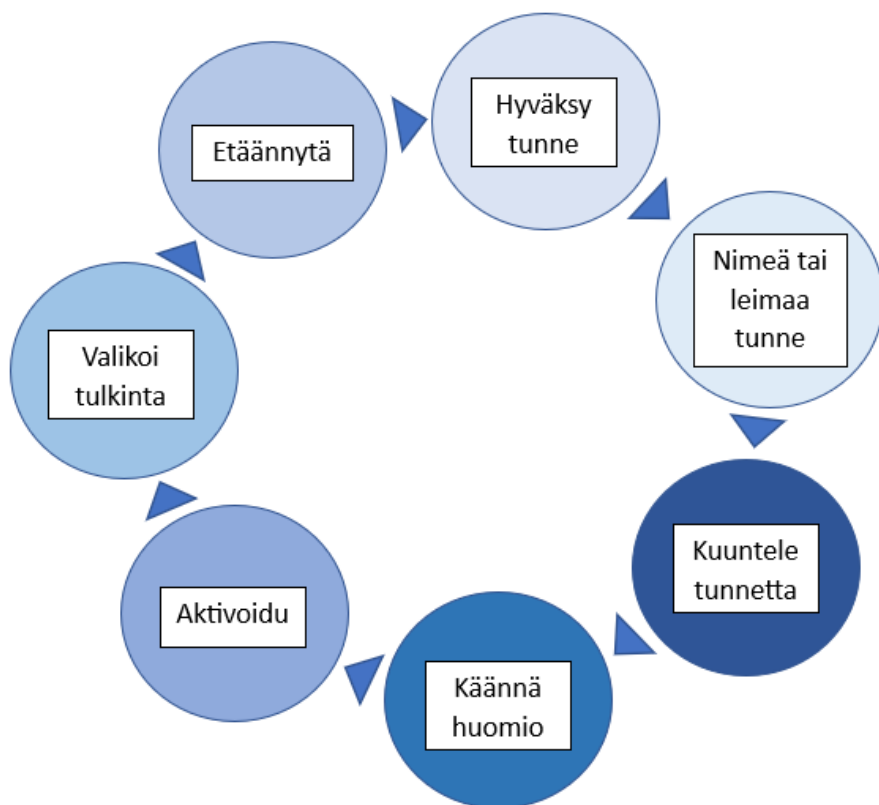 Hyväksy
tunne
Nimeä tai
leimaa
tunne
Kuuntele
tunnetta
Käännä
huomio
Aktivoidu
Valikoi
tulkinta
Etäännytä